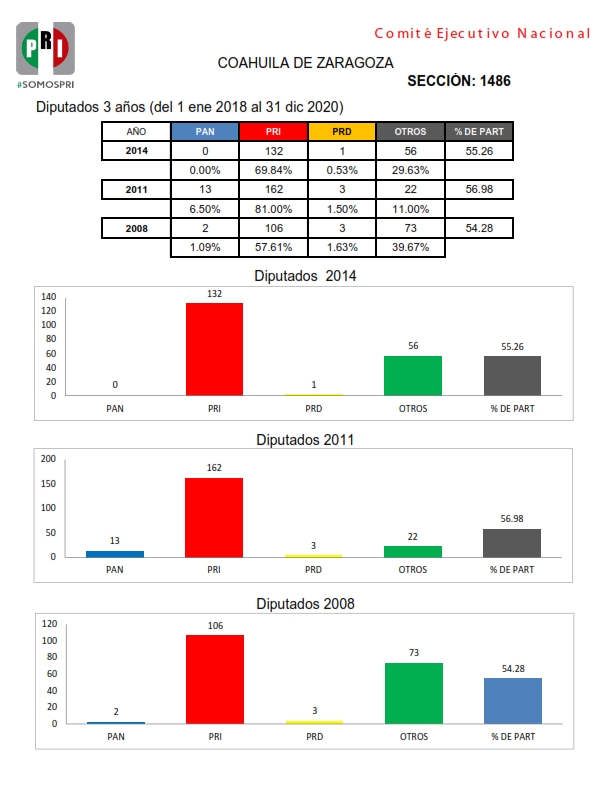 Comité Ejecutivo Nacional
PRI
#SOMOSPRI
COAHUILA DE ZARAGOZA
SECCIÓN: 1486
Diputados 3 años (del 1 ene 2018 al 31 dic 2020)
AÑO PAN PRI PRD OTROS % DE PART
2014 0 132 1 56 55.26
0.00% 69.84% 0.53% 29.63%
2011 13 162 3 22 56.98
6.50% 81.00% 1.50% 11.00%
2008 2 106 3 73 54.28
1.09% 57.61% 1.63% 39.67%
Diputados 2014
140
120
100
80
60
40
20
0
0 132 1 56 55.26
PAN PRI PRD OTROS % DE PART
Diputados 2011
200
150
100
50
0
13 162 3 22 56.98
PAN PRI PRD OTROS % DE PART
Diputados 2008
120
100
80
60
40
20
0
2 106 3 73 54.28
PAN PRI PRD OTROS % DE PART